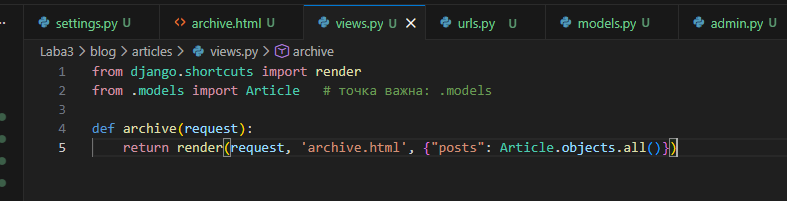 settings.py U archive.html U views.py U urls.py U models.py U admin.py U
Laba3 > blog > articles > views.py > archive
1 from django.shortcuts import render
2 from .models import Article # точка важна: .models
3
4 def archive(request):
5 return render(request, 'archive.html', {"posts": Article.objects.all()})